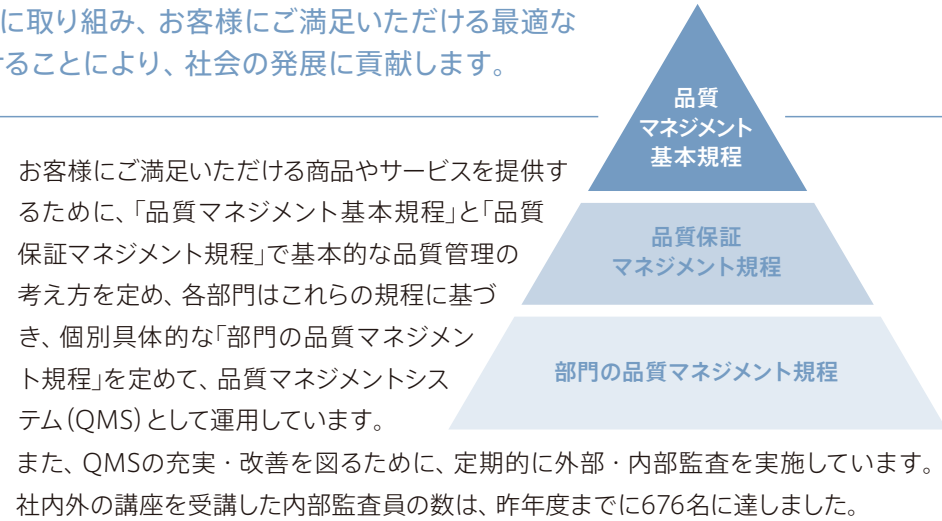 に取り組み、お客様にご満足いただける最適な
ることにより、社会の発展に貢献します。
品質
マネジメント
基本規程
品質保証
マネジメント規程
部門の品質マネジメント規程
お客様にご満足いただける商品やサービスを提供す
るために、「品質マネジメント基本規程」と「品質
保証マネジメント規程」で基本的な品質管理の
考え方を定め、各部門はこれらの規程に基づ
き、個別具体的な「部門の品質マネジメン
ト規程」を定めて、品質マネジメントシス
テム(QMS)として運用しています。
また、QMSの充実・改善を図るために、定期的に外部・内部監査を実施しています。
社内外の講座を受講した内部監査員の数は、昨年度までに676名に達しました。